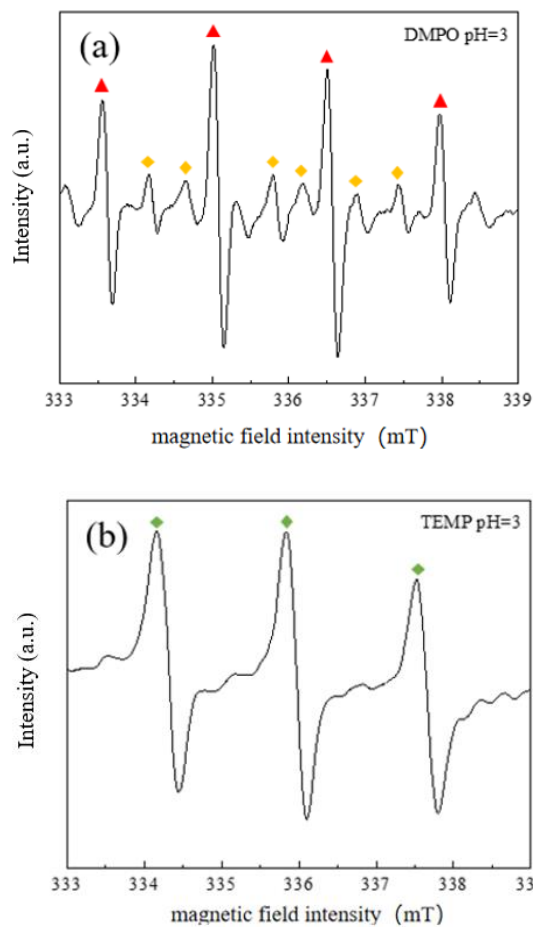 (a)
DMPO pH=3
Intensity (a.u.)
333 334 335 336 337 338 339
magnetic field intensity (mT)
(b)
TEMP pH=3
Intensity (a.u.)
333 334 335 336 337 338 33
magnetic field intensity (mT)